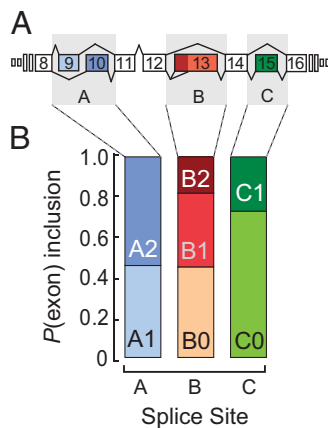 A
8 9 10 11 12 13 14 15 16
A B C
B
P(exon) inclusion
1.0
0.8
0.6
0.4
0.2
0
A2 A1
B2 B1 B0
C1 C0
A B C
Splice Site